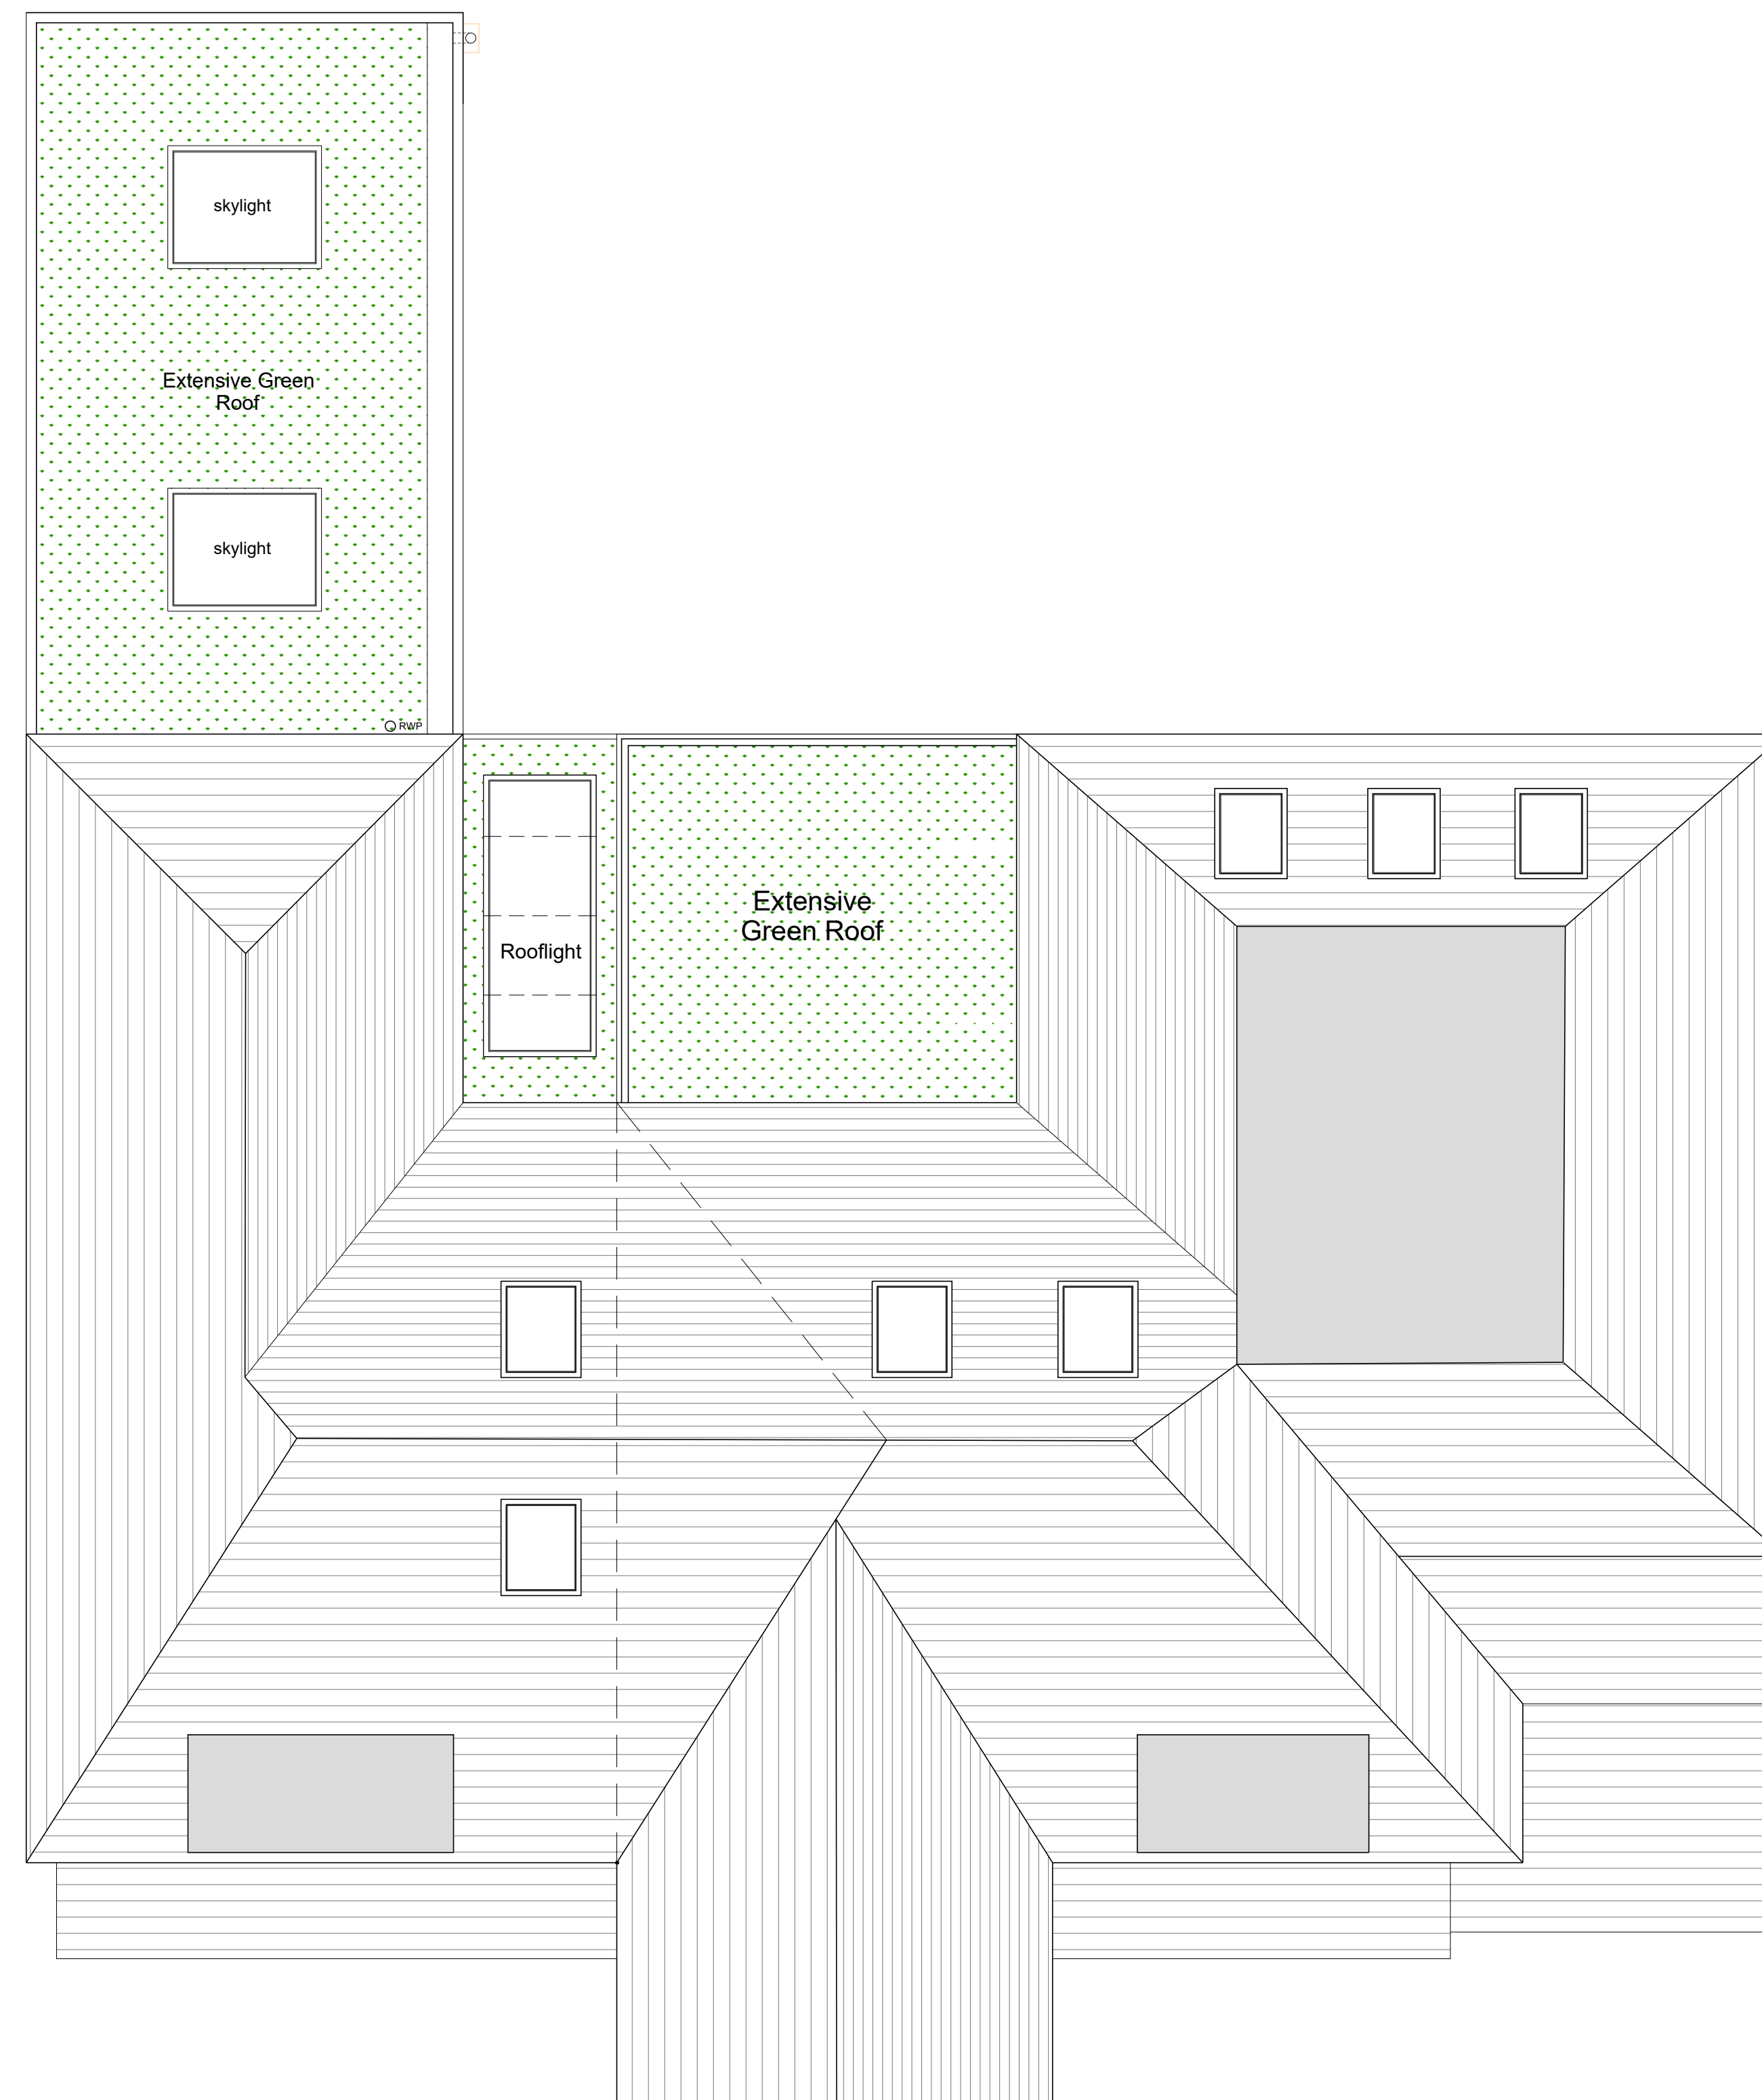 skylight
Extensive Green
Roof
skylight
RWP
Rooflight
Extensive
Green Roof